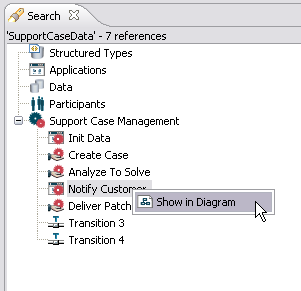 Search
'SupportCaseData' - 7 references
Structured Types
Applications
Data
Participants
Support Case Management
Init Data
Create Case
Analyze To Solve
Notify Customer
Show in Diagram
Deliver Patch
Transition 3
Transition 4